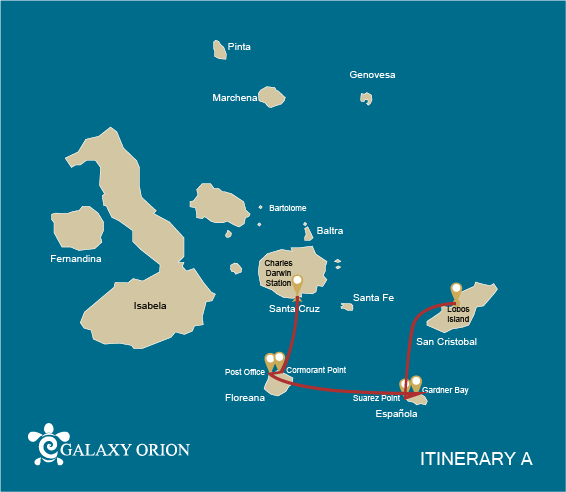 Pinta
Genovesa
Marchena
Bartolome
Baltra
Fernandina
Charles
Darwin
Station
Isabela
Santa Fe
Santa Cruz
Lobos
Island
San Cristobal
Post Office
Cormorant Point
Gardner Bay
Floreana
Suarez Point
Española
GALAXY ORION
ITINERARY A